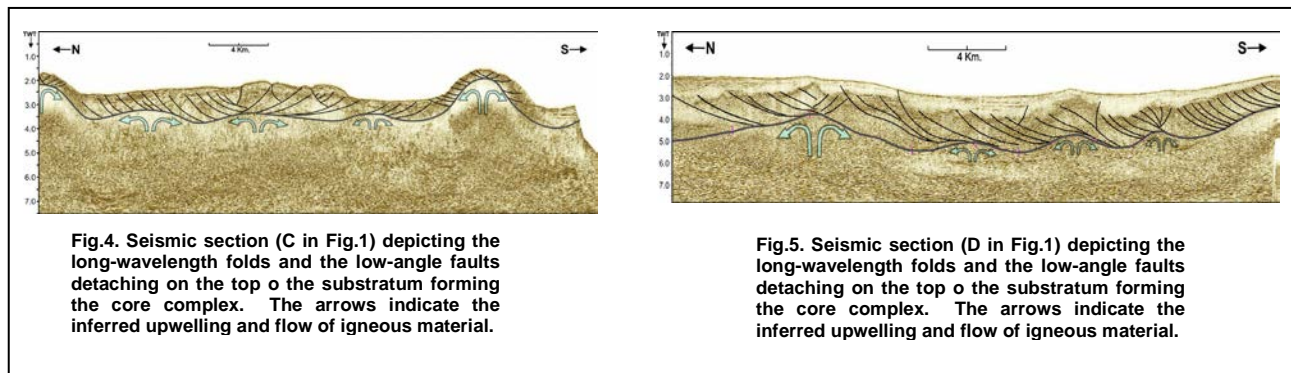 TWT
←N
4 Km.
S→
1.0
2.0
3.0
4.0
5.0
6.0
7.0
Fig.4. Seismic section (C in Fig.1) depicting the
long-wavelength folds and the low-angle faults
detaching on the top o the substratum forming
the core complex. The arrows indicate the
inferred upwelling and flow of igneous material.
TWT
←N
4 Km.
S→
1.0
2.0
3.0
4.0
5.0
6.0
7.0
Fig.5. Seismic section (D in Fig.1) depicting the
long-wavelength folds and the low-angle faults
detaching on the top o the substratum forming
the core complex. The arrows indicate the
inferred upwelling and flow of igneous material.